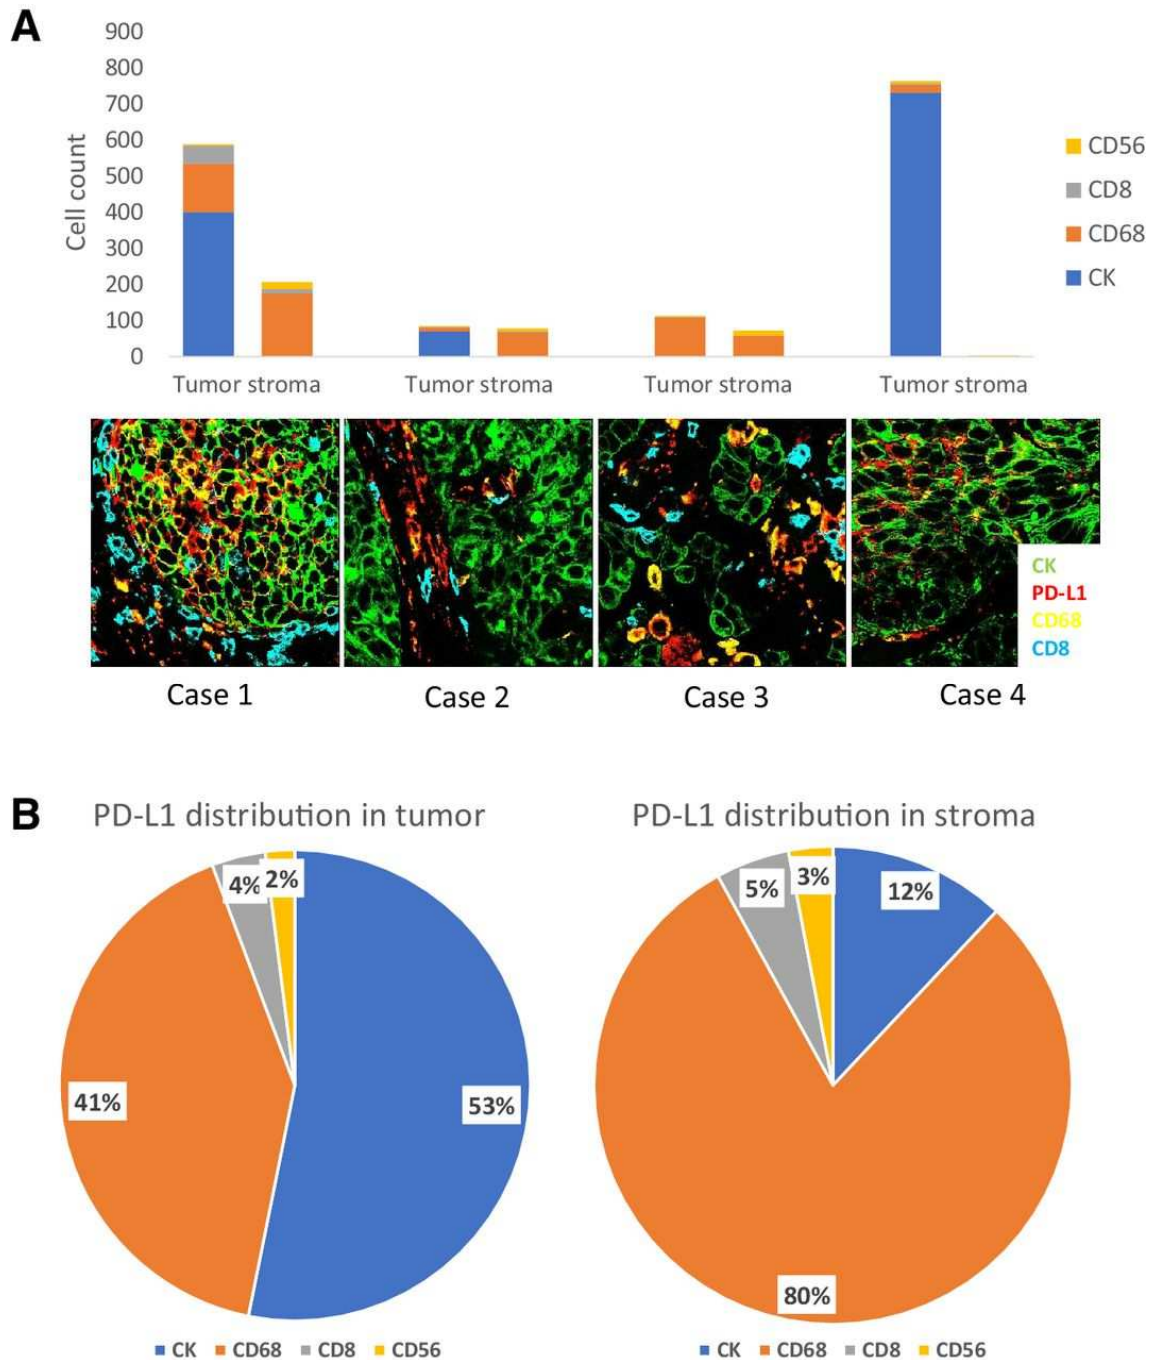 A
900
800
700
600
500
400
300
200
100
0
Cell count
CD56
CD8
CD68
CK
Tumor stroma
Tumor stroma
Tumor stroma
Tumor stroma
CK
PD-L1
CD68
CD8
Case 1
Case 2
Case 3
Case 4
B
PD-L1 distribution in tumor
4%
2%
41%
53%
CK CD68 CD8 CD56
PD-L1 distribution in stroma
5%
3%
12%
80%
CK CD68 CD8 CD56